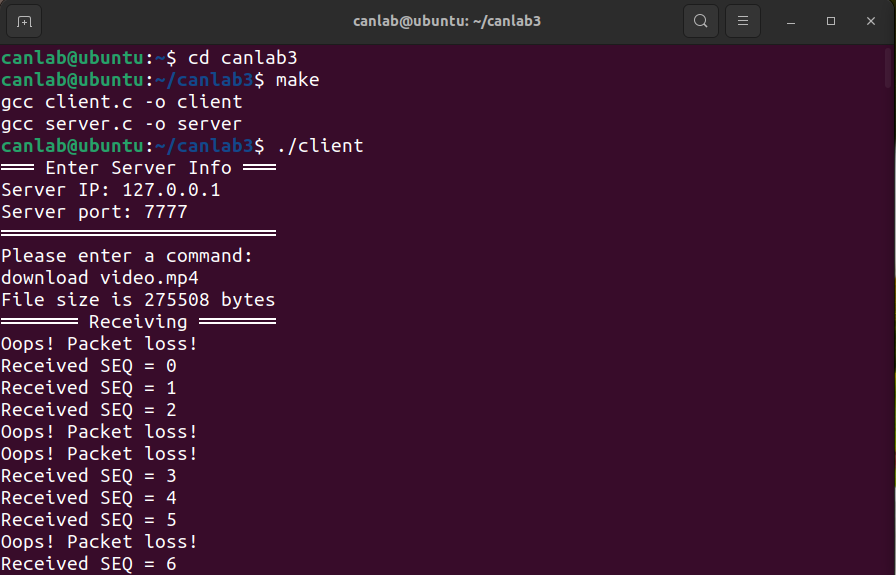 canlab@ubuntu: ~/canlab3
canlab@ubuntu:~$ cd canlab3
canlab@ubuntu:~/canlab3$ make
gcc client.c -o client
gcc server.c -o server
canlab@ubuntu:~/canlab3$ ./client
═══ Enter Server Info ═══
Server IP: 127.0.0.1
Server port: 7777
═════════════════════════
Please enter a command:
download video.mp4
File size is 275508 bytes
═══════ Receiving ═══════
Oops! Packet loss!
Received SEQ = 0
Received SEQ = 1
Received SEQ = 2
Oops! Packet loss!
Oops! Packet loss!
Received SEQ = 3
Received SEQ = 4
Received SEQ = 5
Oops! Packet loss!
Received SEQ = 6